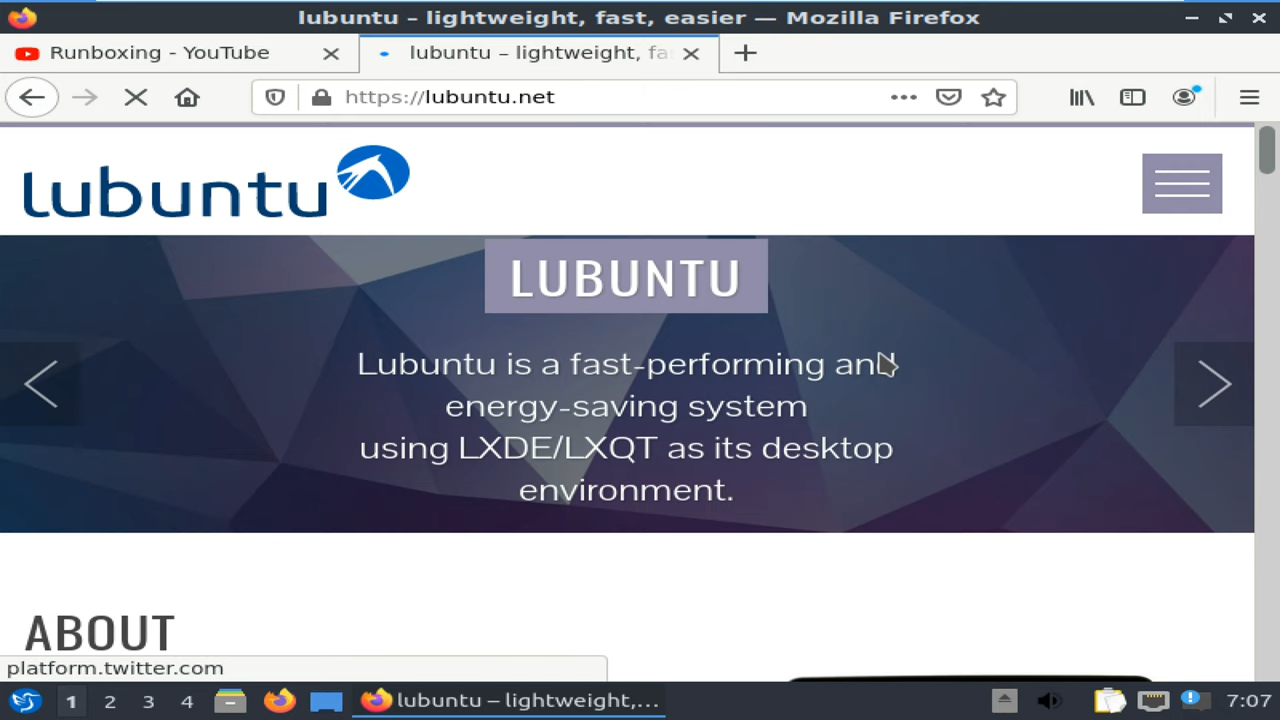 lubuntu – lightweight, fast, easier — Mozilla Firefox
Runboxing - YouTube
lubuntu – lightweight, fa
https://lubuntu.net
lubuntu
LUBUNTU
Lubuntu is a fast-performing and
energy-saving system
using LXDE/LXQT as its desktop
environment.
ABOUT
platform.twitter.com
1 2 3 4 lubuntu – lightweight,... 7:07